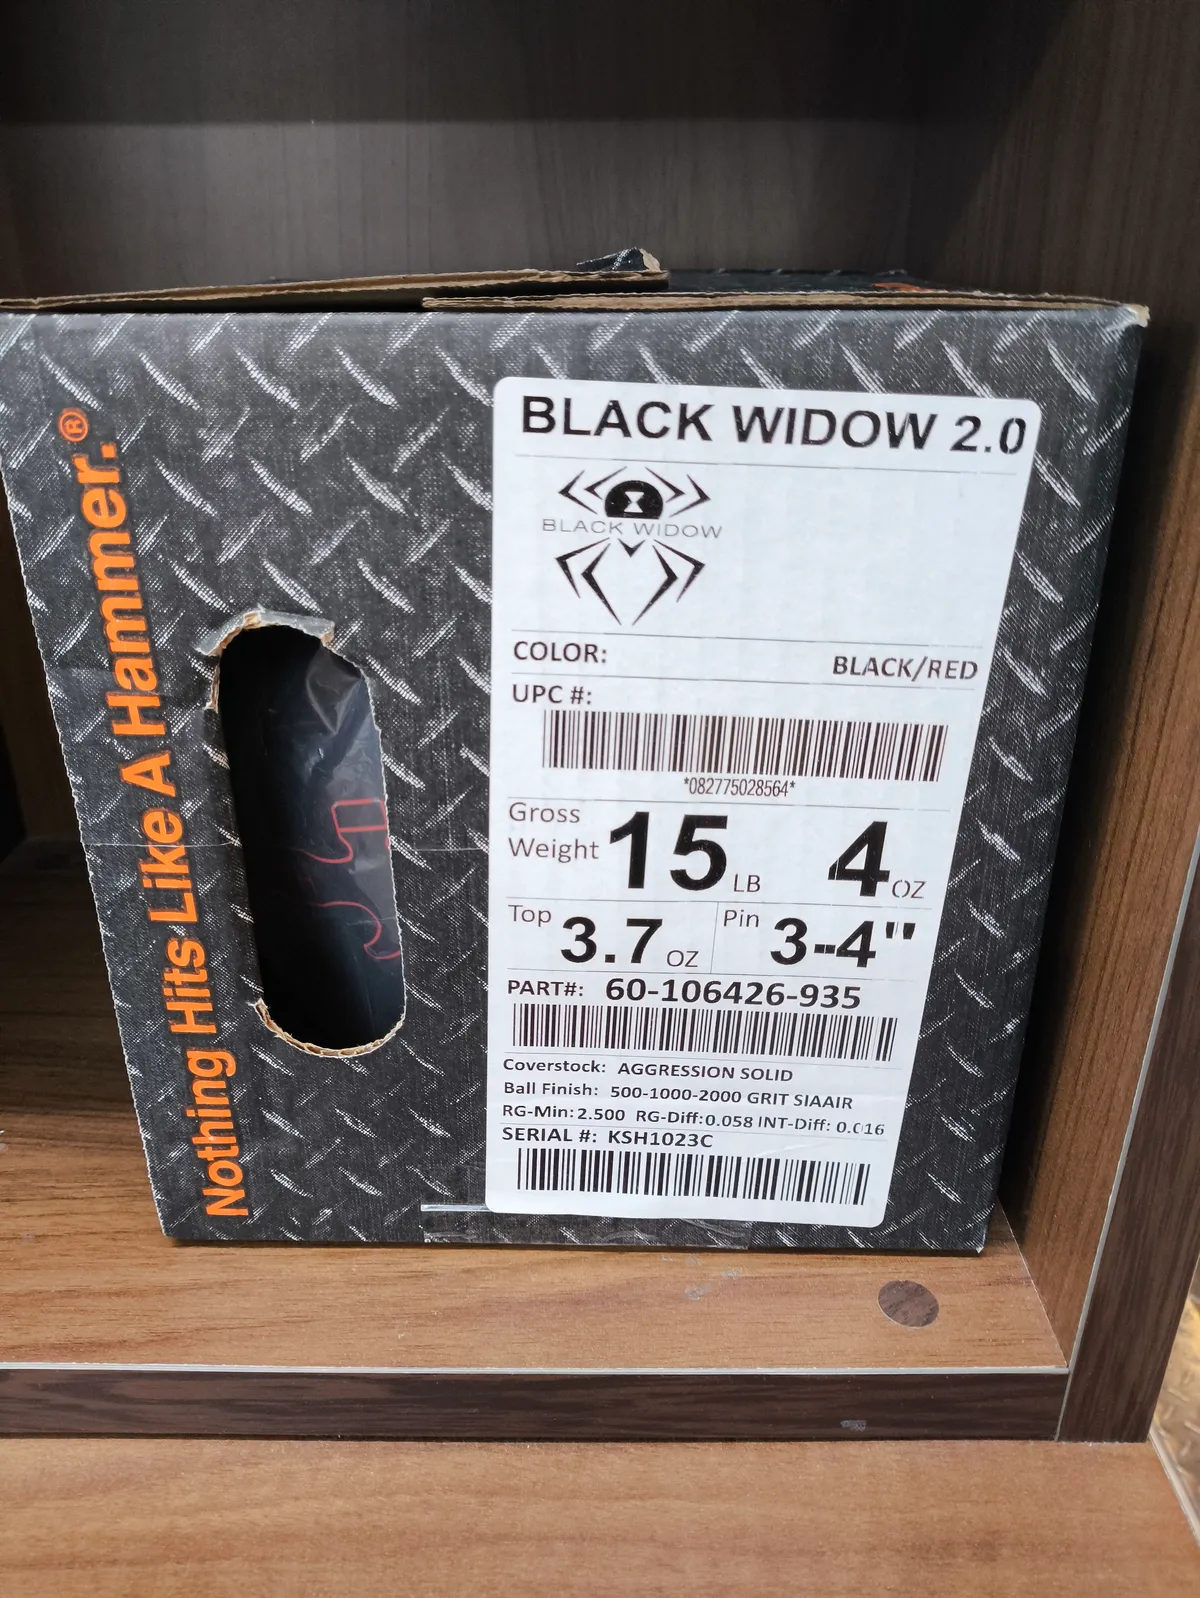 Nothing Hits Like A Hammer.®
BLACK WIDOW 2.0
BLACK WIDOW
COLOR: BLACK/RED
UPC #:
*082775028564*
Gross
Weight 15 LB 4 OZ
Top 3.7 OZ Pin 3-4"
PART#: 60-106426-935
Coverstock: AGGRESSION SOLID
Ball Finish: 500-1000-2000 GRIT SIAAIR
RG-Min: 2.500 RG-Diff: 0.058 INT-Diff: 0.016
SERIAL #: KSH1023C